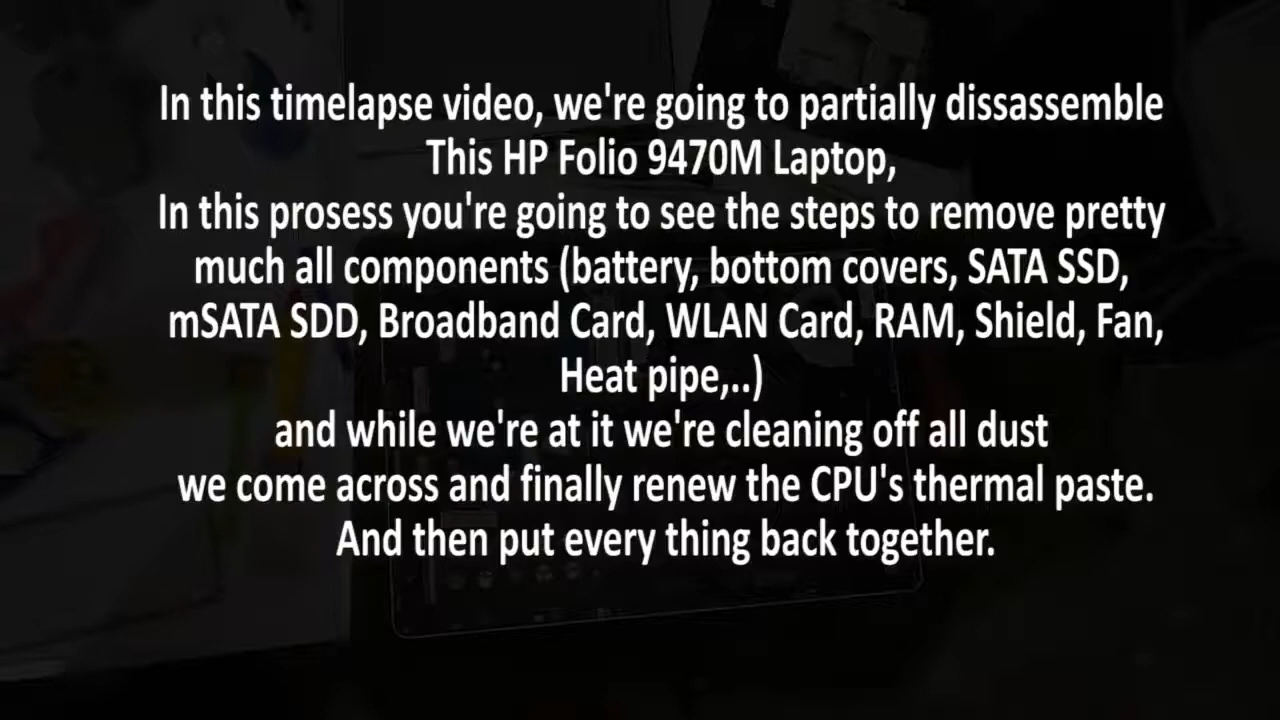 In this timelapse video, we're going to partially dissassemble
This HP Folio 9470M Laptop,
In this prosess you're going to see the steps to remove pretty
much all components (battery, bottom covers, SATA SSD,
mSATA SDD, Broadband Card, WLAN Card, RAM, Shield, Fan,
Heat pipe,..)
and while we're at it we're cleaning off all dust
we come across and finally renew the CPU's thermal paste.
And then put every thing back together.